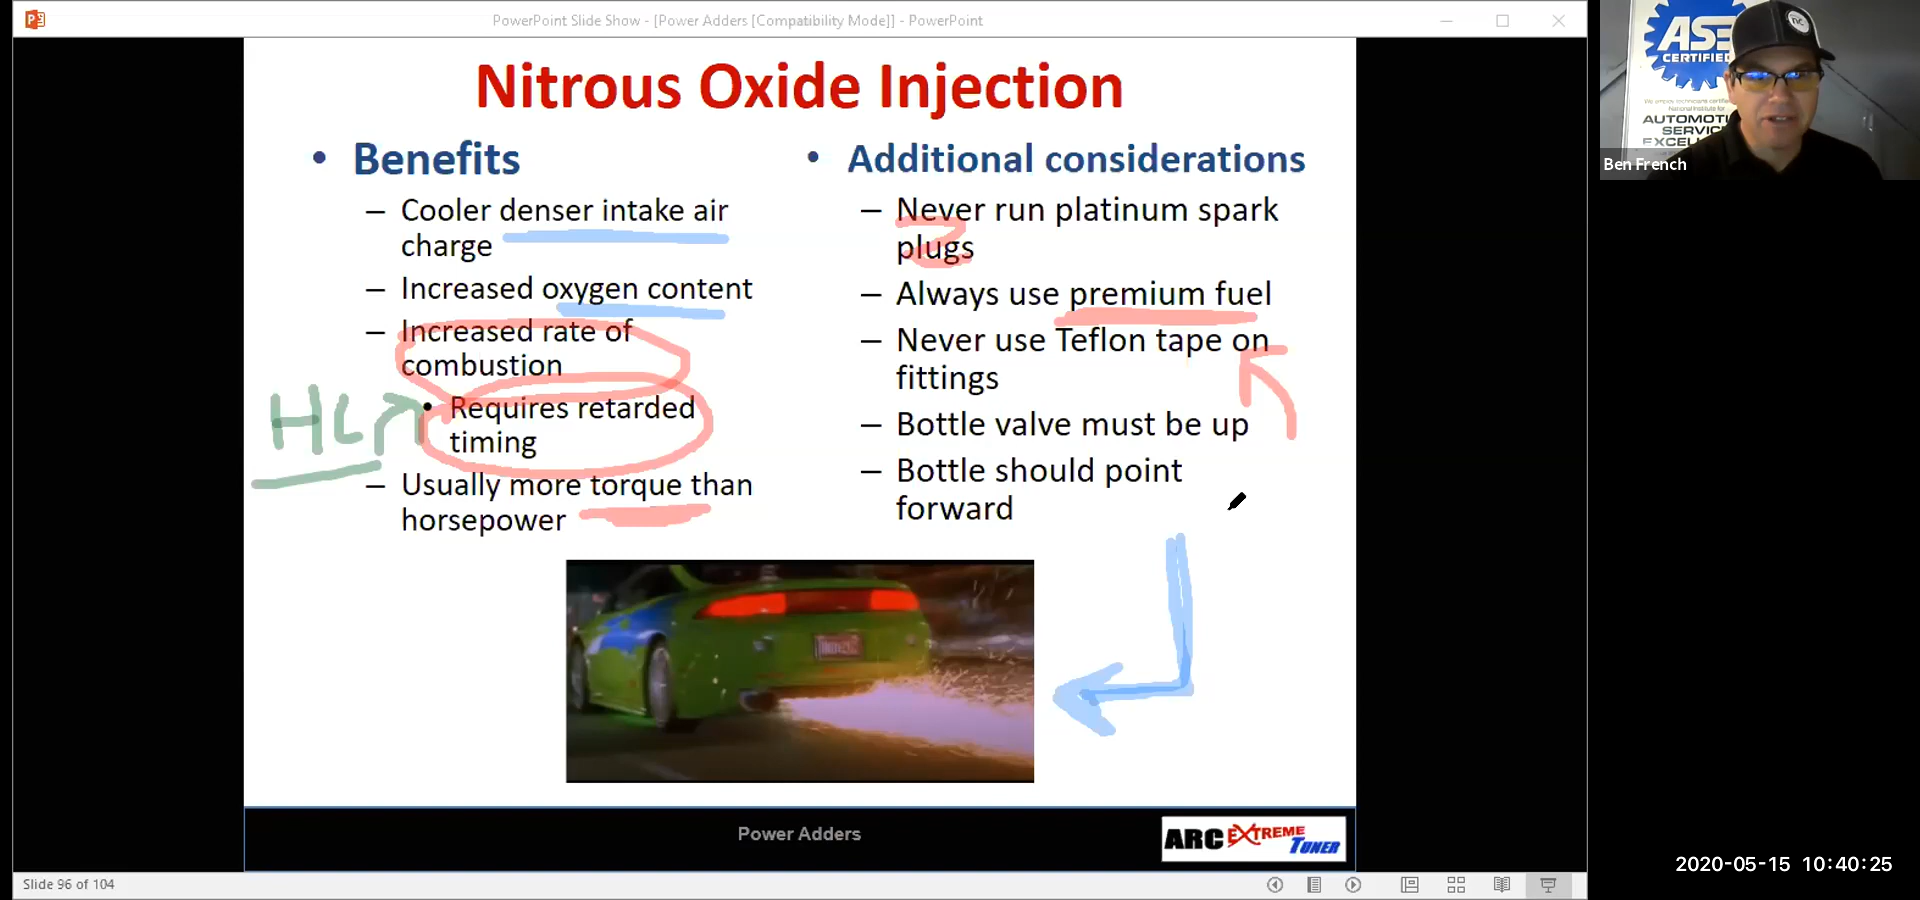 PowerPoint Slide Show - [Power Adders [Compatibility Mode]] - PowerPoint
Nitrous Oxide Injection
• Benefits
– Cooler denser intake air
charge
– Increased oxygen content
– Increased rate of
combustion
• Requires retarded
timing
– Usually more torque than
horsepower
HC
• Additional considerations
– Never run platinum spark
plugs
– Always use premium fuel
– Never use Teflon tape on
fittings
– Bottle valve must be up
– Bottle should point
forward
Power Adders
ARC EXTREME
TUNER
Slide 96 of 104
ASE
CERTIFIED
AUTOMOTI
SERVIC
EXCEL
nc
Ben French
2020-05-15 10:40:25